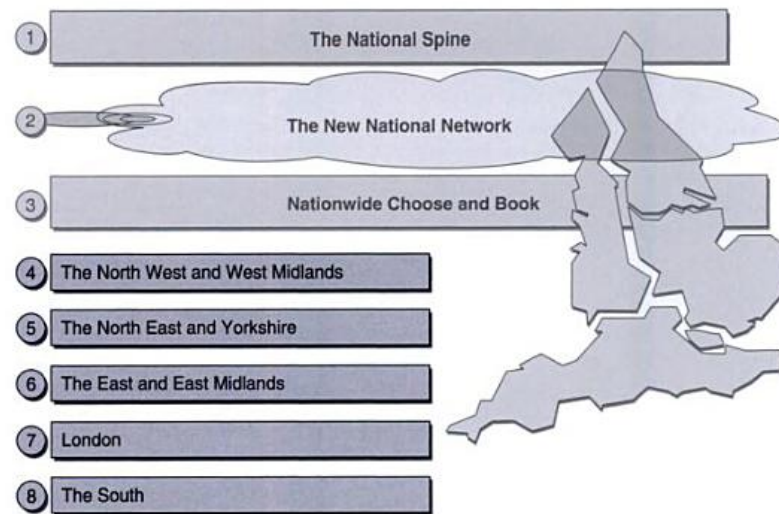 1 The National Spine
2 The New National Network
3 Nationwide Choose and Book
4 The North West and West Midlands
5 The North East and Yorkshire
6 The East and East Midlands
7 London
8 The South